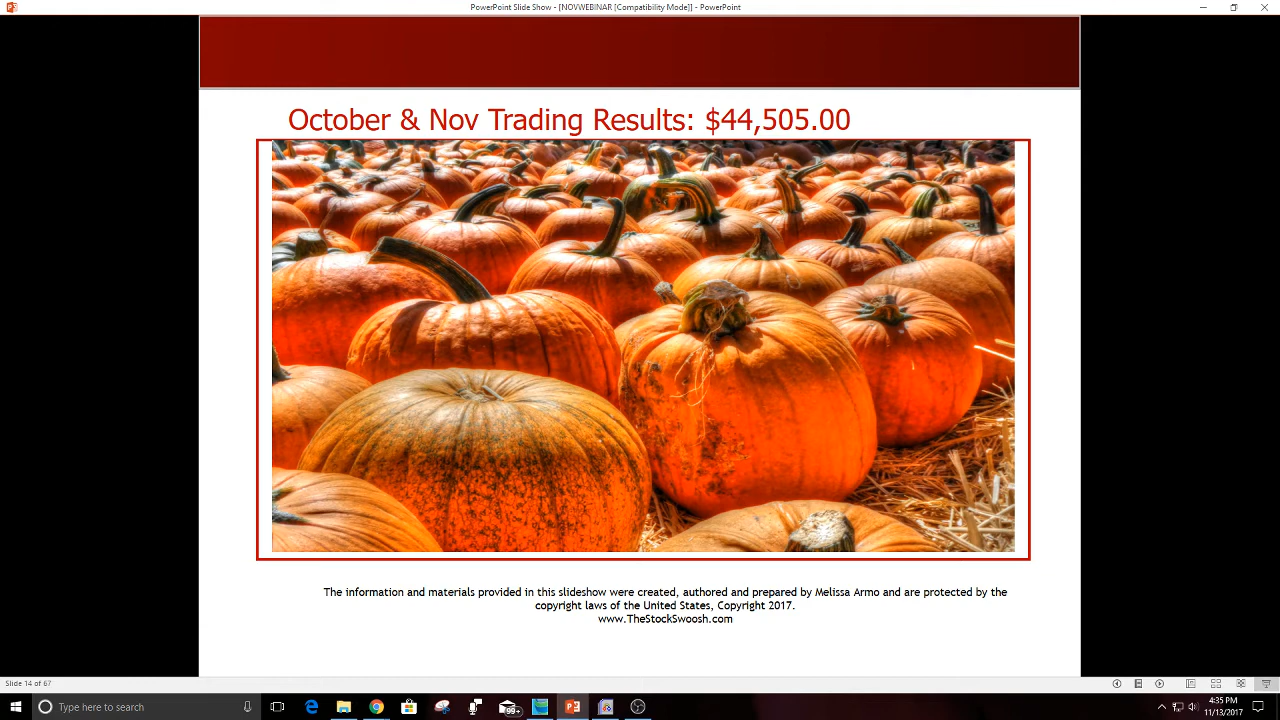 PowerPoint Slide Show - [NOVWEBINAR [Compatibility Mode]] - PowerPoint
October & Nov Trading Results: $44,505.00
The information and materials provided in this slideshow were created, authored and prepared by Melissa Armo and are protected by the
copyright laws of the United States, Copyright 2017.
www.TheStockSwoosh.com
Slide 14 of 67
Type here to search
99+
4:35 PM
11/13/2017